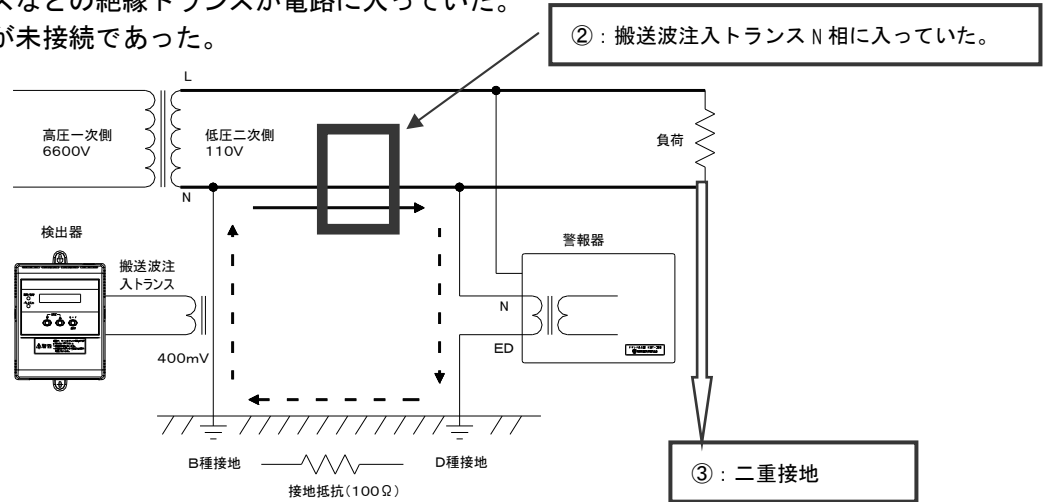 スなどの絶縁トランスが電路に入っていた。
が未接続であった。
②：搬送波注入トランス N 相に入っていた。
L
高圧一次側
6600V
低圧二次側
110V
負荷
N
検出器
搬送波注
入トランス
警報器
N
ED
400mV
B種接地
D種接地
接地抵抗(100Ω)
③：二重接地